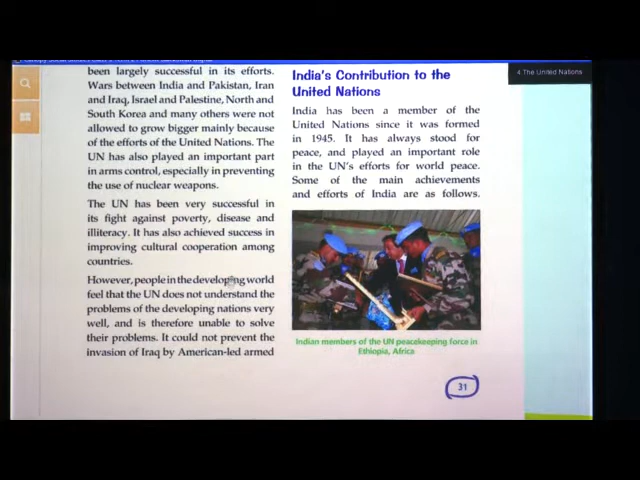 4 The United Nations
been largely successful in its efforts.
Wars between India and Pakistan, Iran
and Iraq, Israel and Palestine, North and
South Korea and many others were not
allowed to grow bigger mainly because
of the efforts of the United Nations. The
UN has also played an important part
in arms control, especially in preventing
the use of nuclear weapons.
The UN has been very successful in
its fight against poverty, disease and
illiteracy. It has also achieved success in
improving cultural cooperation among
countries.
However, people in the developing world
feel that the UN does not understand the
problems of the developing nations very
well, and is therefore unable to solve
their problems. It could not prevent the
invasion of Iraq by American-led armed
India's Contribution to the
United Nations
India has been a member of the
United Nations since it was formed
in 1945. It has always stood for
peace, and played an important role
in the UN's efforts for world peace.
Some of the main achievements
and efforts of India are as follows.
Indian members of the UN peacekeeping force in
Ethiopia, Africa
31